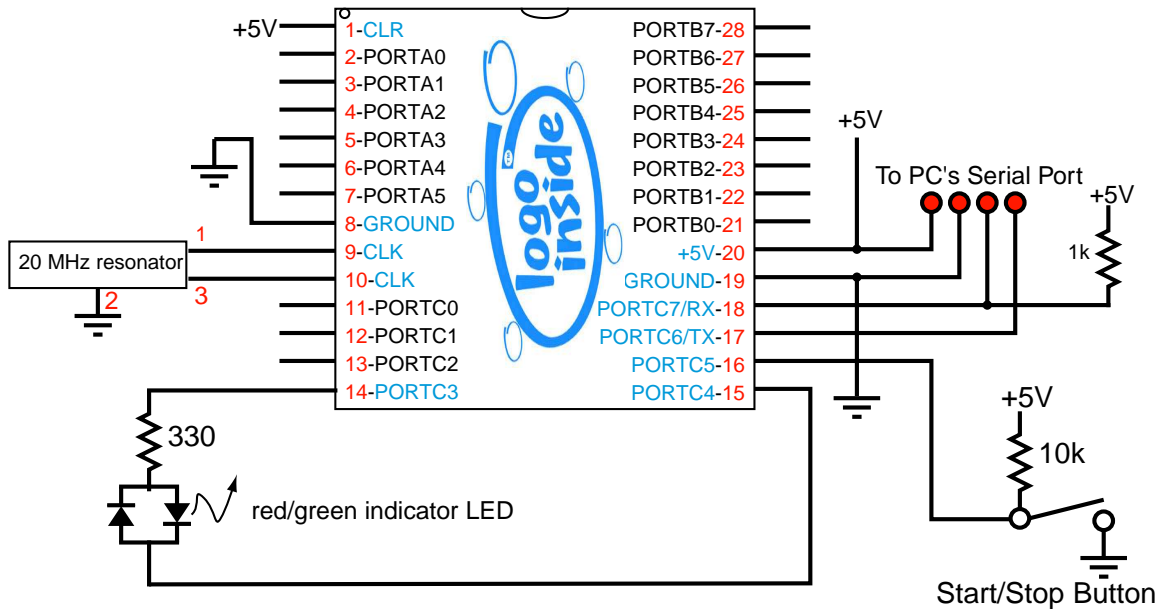 +5V
1-CLR
2-PORTA0
3-PORTA1
4-PORTA2
5-PORTA3
6-PORTA4
7-PORTA5
8-GROUND
9-CLK
10-CLK
11-PORTC0
12-PORTC1
13-PORTC2
14-PORTC3
logo
inside
PORTB7-28
PORTB6-27
PORTB5-26
PORTB4-25
PORTB3-24
PORTB2-23
PORTB1-22
PORTB0-21
+5V-20
GROUND-19
PORTC7/RX-18
PORTC6/TX-17
PORTC5-16
PORTC4-15
1
20 MHz resonator
2
3
330
red/green indicator LED
+5V
To PC's Serial Port
+5V
1k
+5V
10k
Start/Stop Button